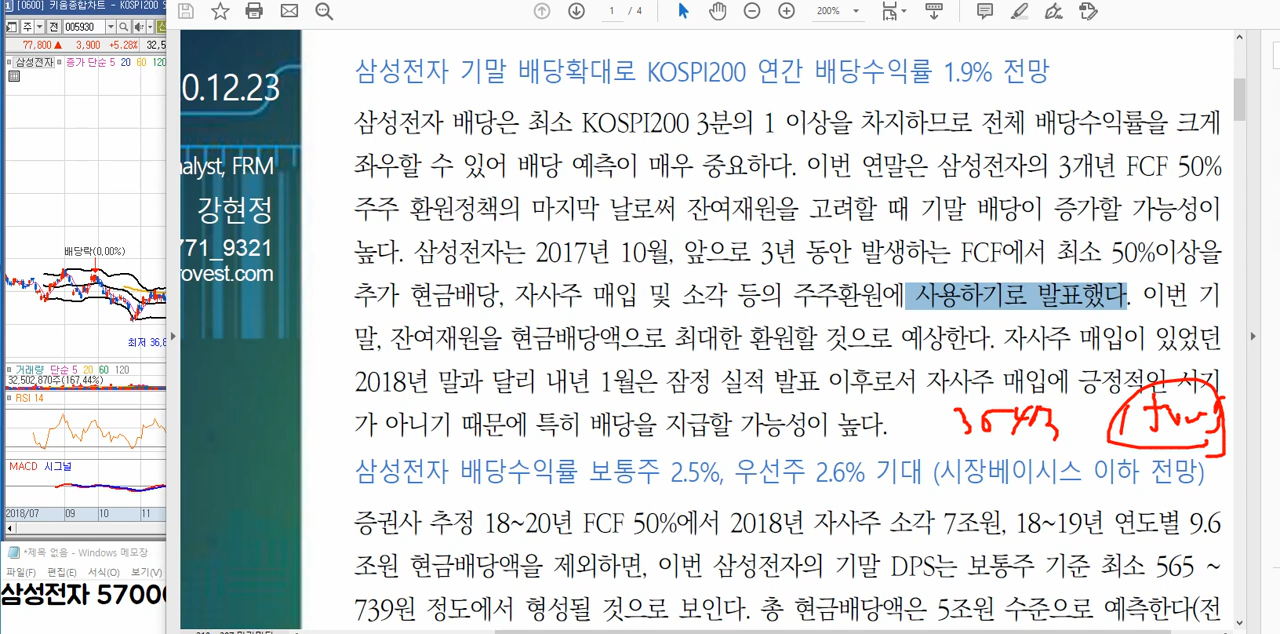 [0600] 키움종합차트 - KOSPI200
주 전 005930
77,800 ▲ 3,900 +5.28%
삼성전자 종가 단순 5 20 60 120
배당락(0.00%)
거래량 단순 5 20 60 120
32,502,870주(167.44%)
RSI 14
MACD 시그널
2018/07 09 10 11
*제목 없음 - Windows 메모장
파일(F) 편집(E) 서식(O) 보기(V)
삼성전자
1 / 4
200%
0.12.23
nalyst, FRM
강현정
771_9321
rovest.com
삼성전자 기말 배당확대로 KOSPI200 연간 배당수익률 1.9% 전망
삼성전자 배당은 최소 KOSPI200 3분의 1 이상을 차지하므로 전체 배당수익률을 크게
좌우할 수 있어 배당 예측이 매우 중요하다. 이번 연말은 삼성전자의 3개년 FCF 50%
주주 환원정책의 마지막 날로써 잔여재원을 고려할 때 기말 배당이 증가할 가능성이
높다. 삼성전자는 2017년 10월, 앞으로 3년 동안 발생하는 FCF에서 최소 50%이상을
추가 현금배당, 자사주 매입 및 소각 등의 주주환원에 사용하기로 발표했다. 이번 기
말, 잔여재원을 현금배당액으로 최대한 환원할 것으로 예상한다. 자사주 매입이 있었던
2018년 말과 달리 내년 1월은 잠정 실적 발표 이후로서 자사주 매입에 긍정적인 시기
가 아니기 때문에 특히 배당을 지급할 가능성이 높다.
삼성전자 배당수익률 보통주 2.5%, 우선주 2.6% 기대 (시장베이시스 이하 전망)
증권사 추정 18~20년 FCF 50%에서 2018년 자사주 소각 7조원, 18~19년 연도별 9.6
조원 현금배당액을 제외하면, 이번 삼성전자의 기말 DPS는 보통주 기준 최소 565 ~
739원 정도에서 형성될 것으로 보인다. 총 현금배당액은 5조원 수준으로 예측한다(전